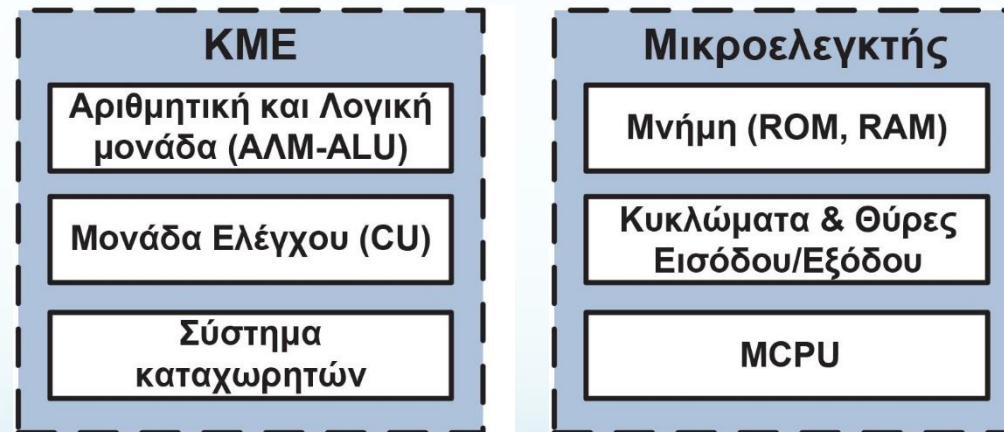 ΚΜΕ
Αριθμητική και Λογική
μονάδα (ΑΛΜ-ALU)
Μονάδα Ελέγχου (CU)
Σύστημα
καταχωρητών
Μικροελεγκτής
Μνήμη (ROM, RAM)
Κυκλώματα & Θύρες
Εισόδου/Εξόδου
MCPU